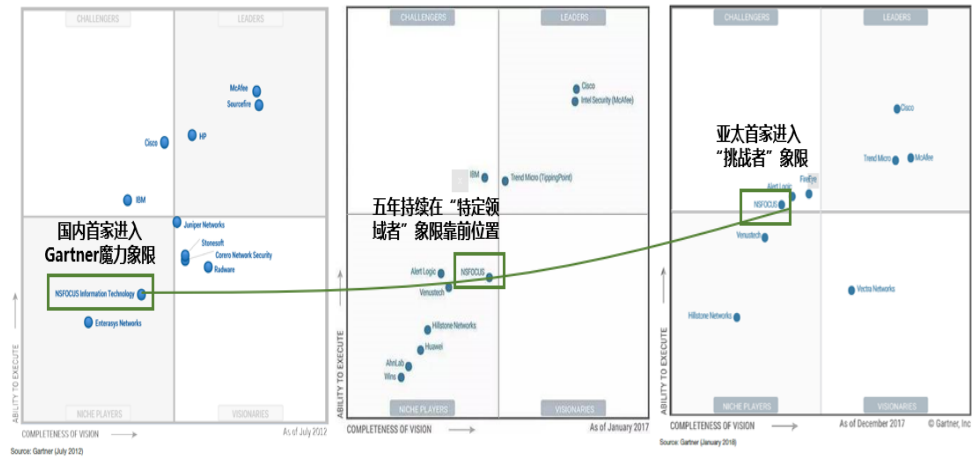 CHALLENGERS
LEADERS
McAfee
Sourcefire
HP
Cisco
IBM
Juniper Networks
国内首家进入
Gartner魔力象限
Stonesoft
Corero Network Security
Radware
NSFOCUS Information Technology
Enterasys Networks
ABILITY TO EXECUTE
NICHE PLAYERS
VISIONARIES
COMPLETENESS OF VISION
As of July 2012
Source: Gartner (July 2012)
CHALLENGERS
LEADERS
Cisco
Intel Security (McAfee)
IBM
Trend Micro (TippingPoint)
五年持续在“特定领
域者”象限靠前位置
Alert Logic
NSFOCUS
Venustech
Hillstone Networks
Huawei
AhnLab
Wins
ABILITY TO EXECUTE
NICHE PLAYERS
VISIONARIES
COMPLETENESS OF VISION
As of January 2017
CHALLENGERS
LEADERS
Cisco
亚太首家进入
“挑战者”象限
Trend Micro
McAfee
FireEye
Alert Logic
NSFOCUS
Venustech
Vectra Networks
Hillstone Networks
ABILITY TO EXECUTE
NICHE PLAYERS
VISIONARIES
COMPLETENESS OF VISION
As of December 2017
© Gartner, Inc
Source: Gartner (January 2018)